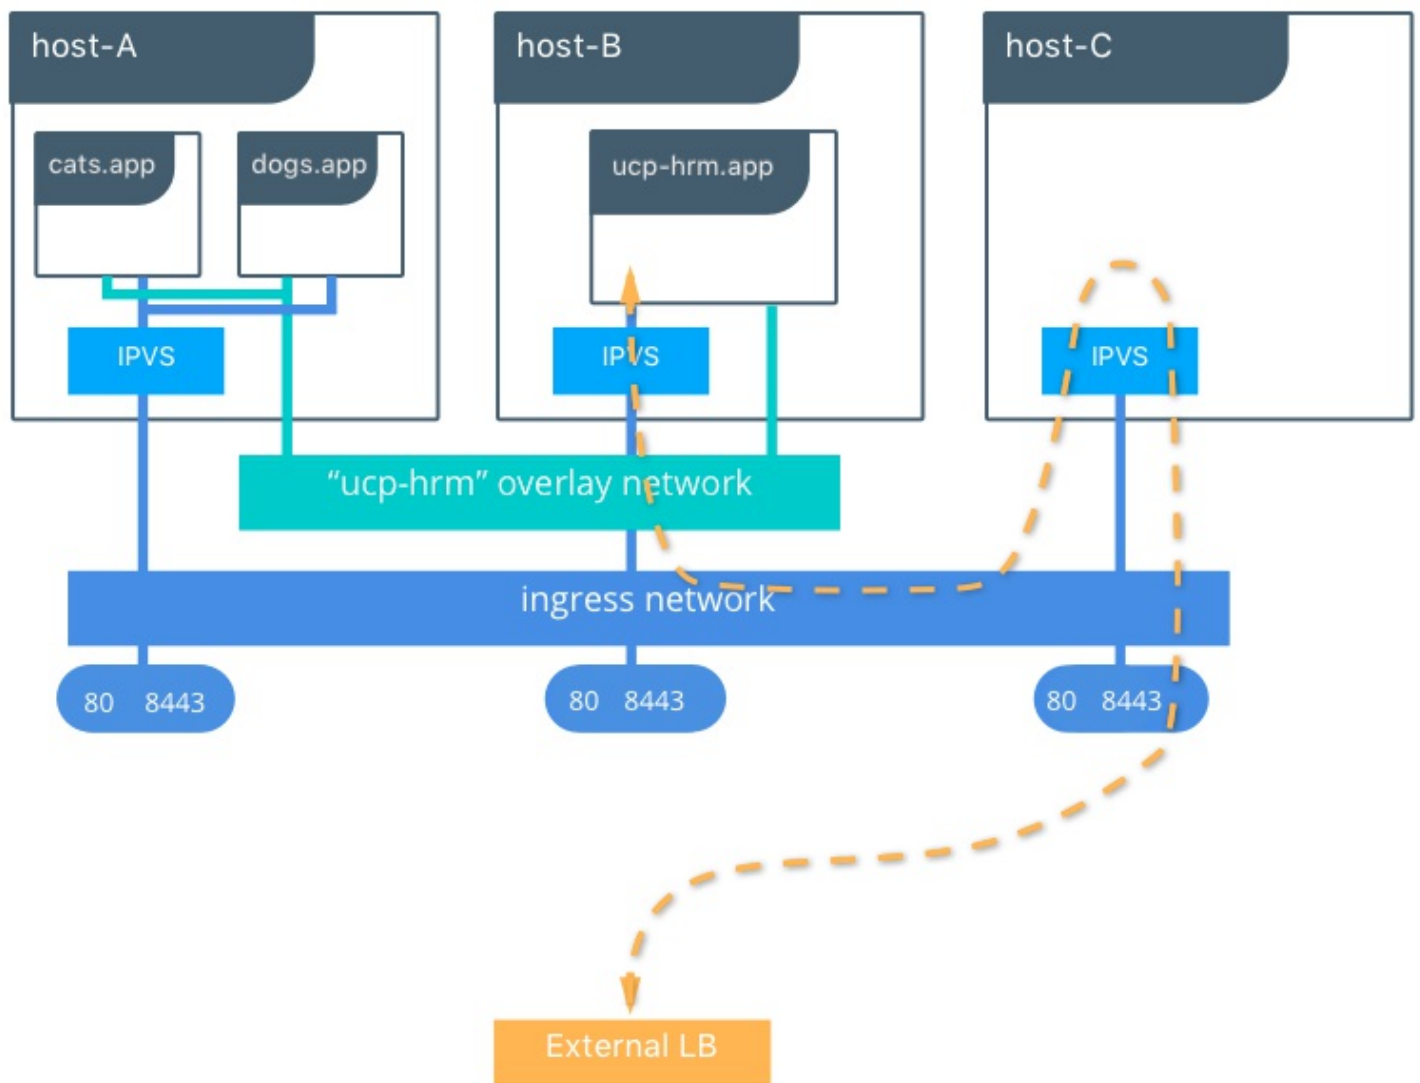 host-A
host-B
host-C
cats.app
dogs.app
ucp-hrm.app
IPVS
IPVS
IPVS
“ucp-hrm” overlay network
ingress network
80 8443
80 8443
80 8443
External LB